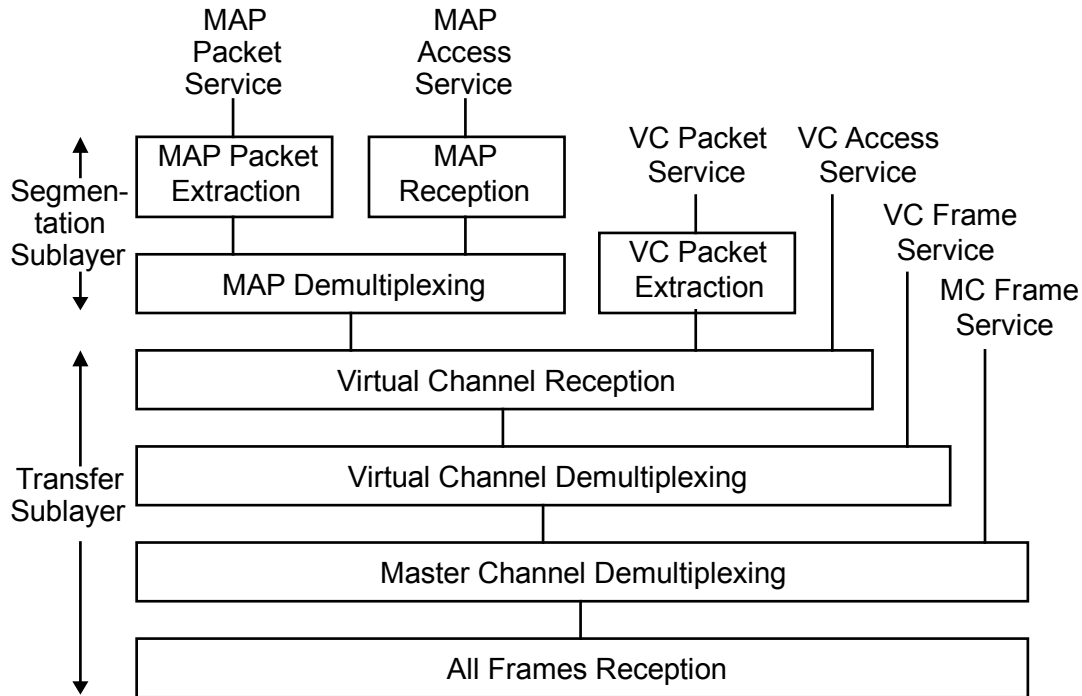 MAP
Packet
Service
MAP
Access
Service
Segmen-
tation
Sublayer
MAP Packet
Extraction
MAP
Reception
VC Packet
Service
VC Access
Service
VC Frame
Service
MC Frame
Service
MAP Demultiplexing
VC Packet
Extraction
Virtual Channel Reception
Transfer
Sublayer
Virtual Channel Demultiplexing
Master Channel Demultiplexing
All Frames Reception